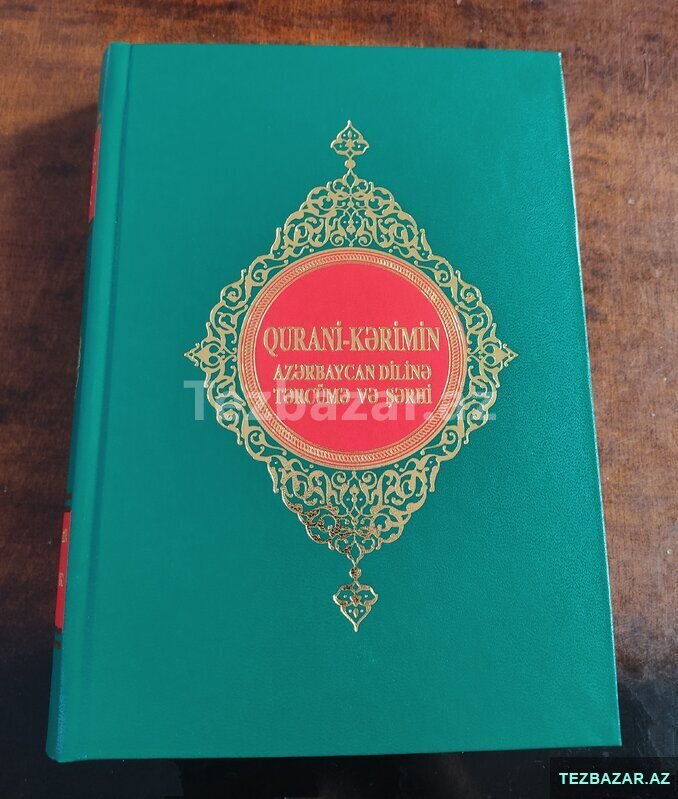 QURANİ-KƏRİMİN
AZƏRBAYCAN DİLİNƏ
TƏRCÜMƏ VƏ ŞƏRHİ
Tezbazar.az
TEZBAZAR.AZ